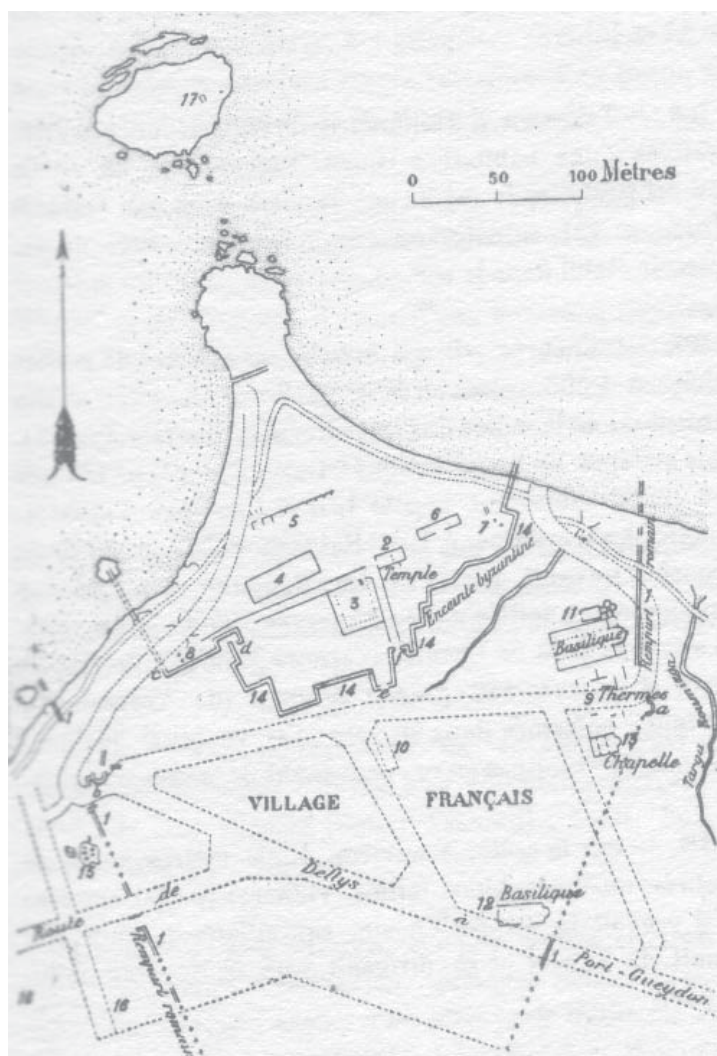 17
0 50 100 Mètres
5
6
7
2
14
Temple
4
3
Enceinte byzantine
Rempart romain
1
11
Basilique
8
d
c
14
14
14
e
f
9
Thermes
a
13
Chapelle
10
VILLAGE FRANÇAIS
b
1
15
Route de Dellys à Port-Gueydon
12 Basilique
1
1
Rempart romain
16
18